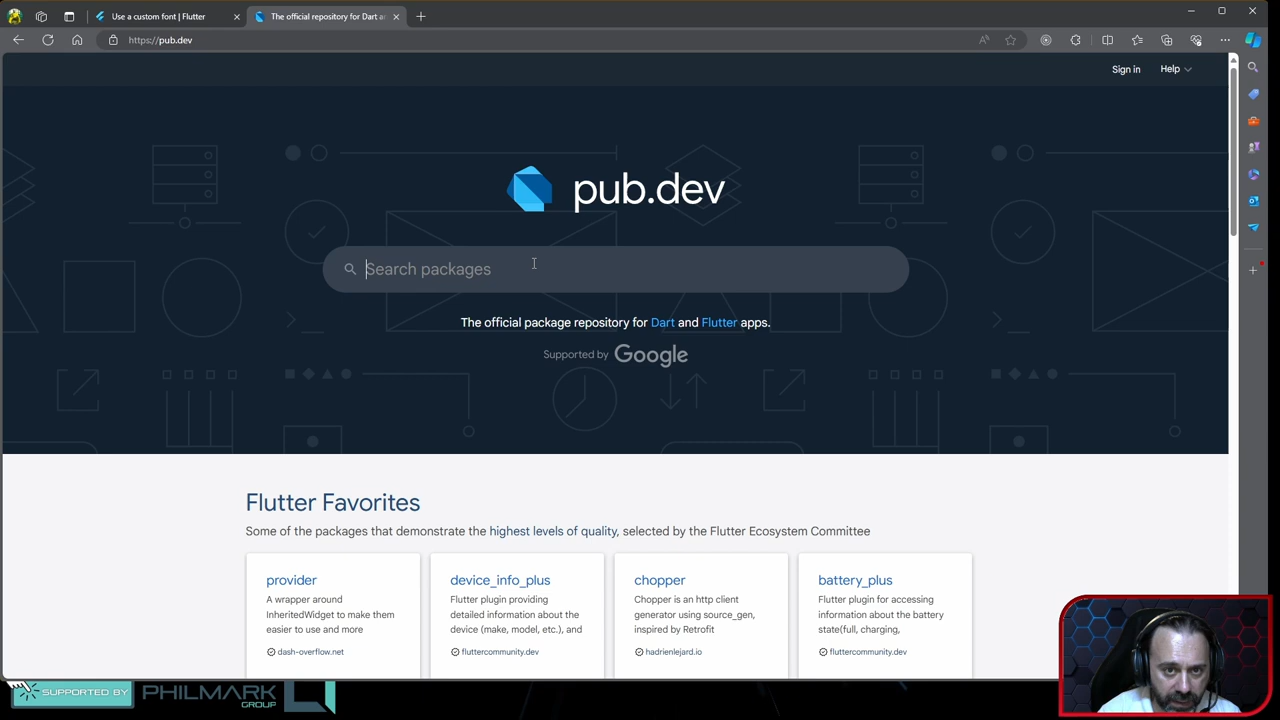 Use a custom font | Flutter
The official repository for Dart a
https://pub.dev
Sign in
Help
pub.dev
Search packages
The official package repository for Dart and Flutter apps.
Supported by Google
Flutter Favorites
Some of the packages that demonstrate the highest levels of quality, selected by the Flutter Ecosystem Committee
provider
A wrapper around
InheritedWidget to make them
easier to use and more
dash-overflow.net
device_info_plus
Flutter plugin providing
detailed information about the
device (make, model, etc.), and
fluttercommunity.dev
chopper
Chopper is an http client
generator using source_gen,
inspired by Retrofit
hadrienlejard.io
battery_plus
Flutter plugin for accessing
information about the battery
state(full, charging,
fluttercommunity.dev
SUPPORTED BY
PHILMARK
GROUP